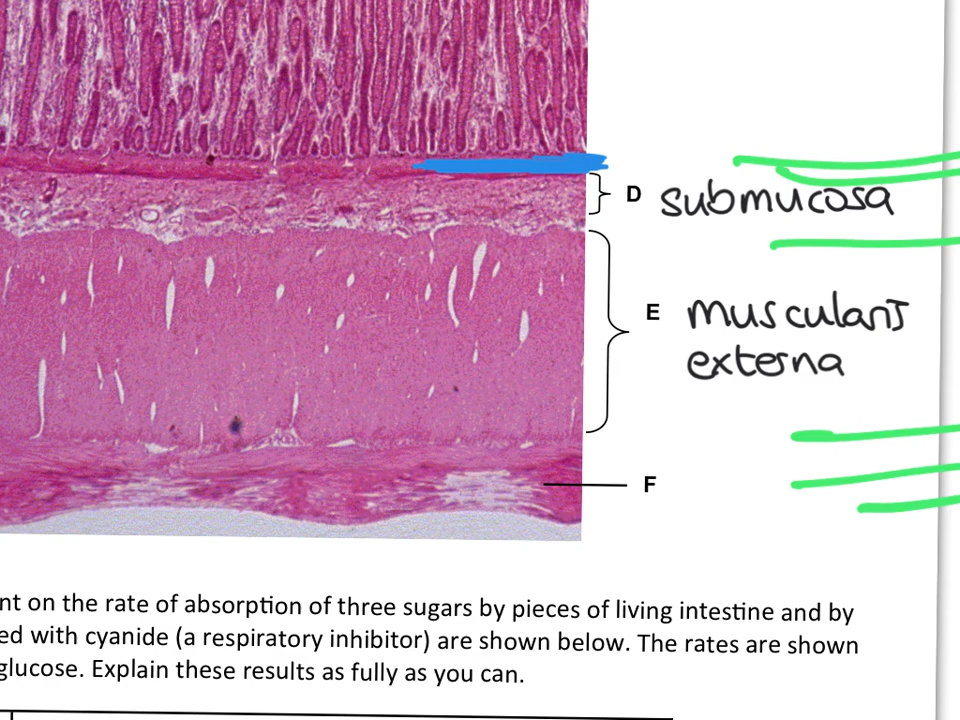 D submucosa
E muscularis
externa
F
nt on the rate of absorption of three sugars by pieces of living intestine and by
ed with cyanide (a respiratory inhibitor) are shown below. The rates are shown
glucose. Explain these results as fully as you can.